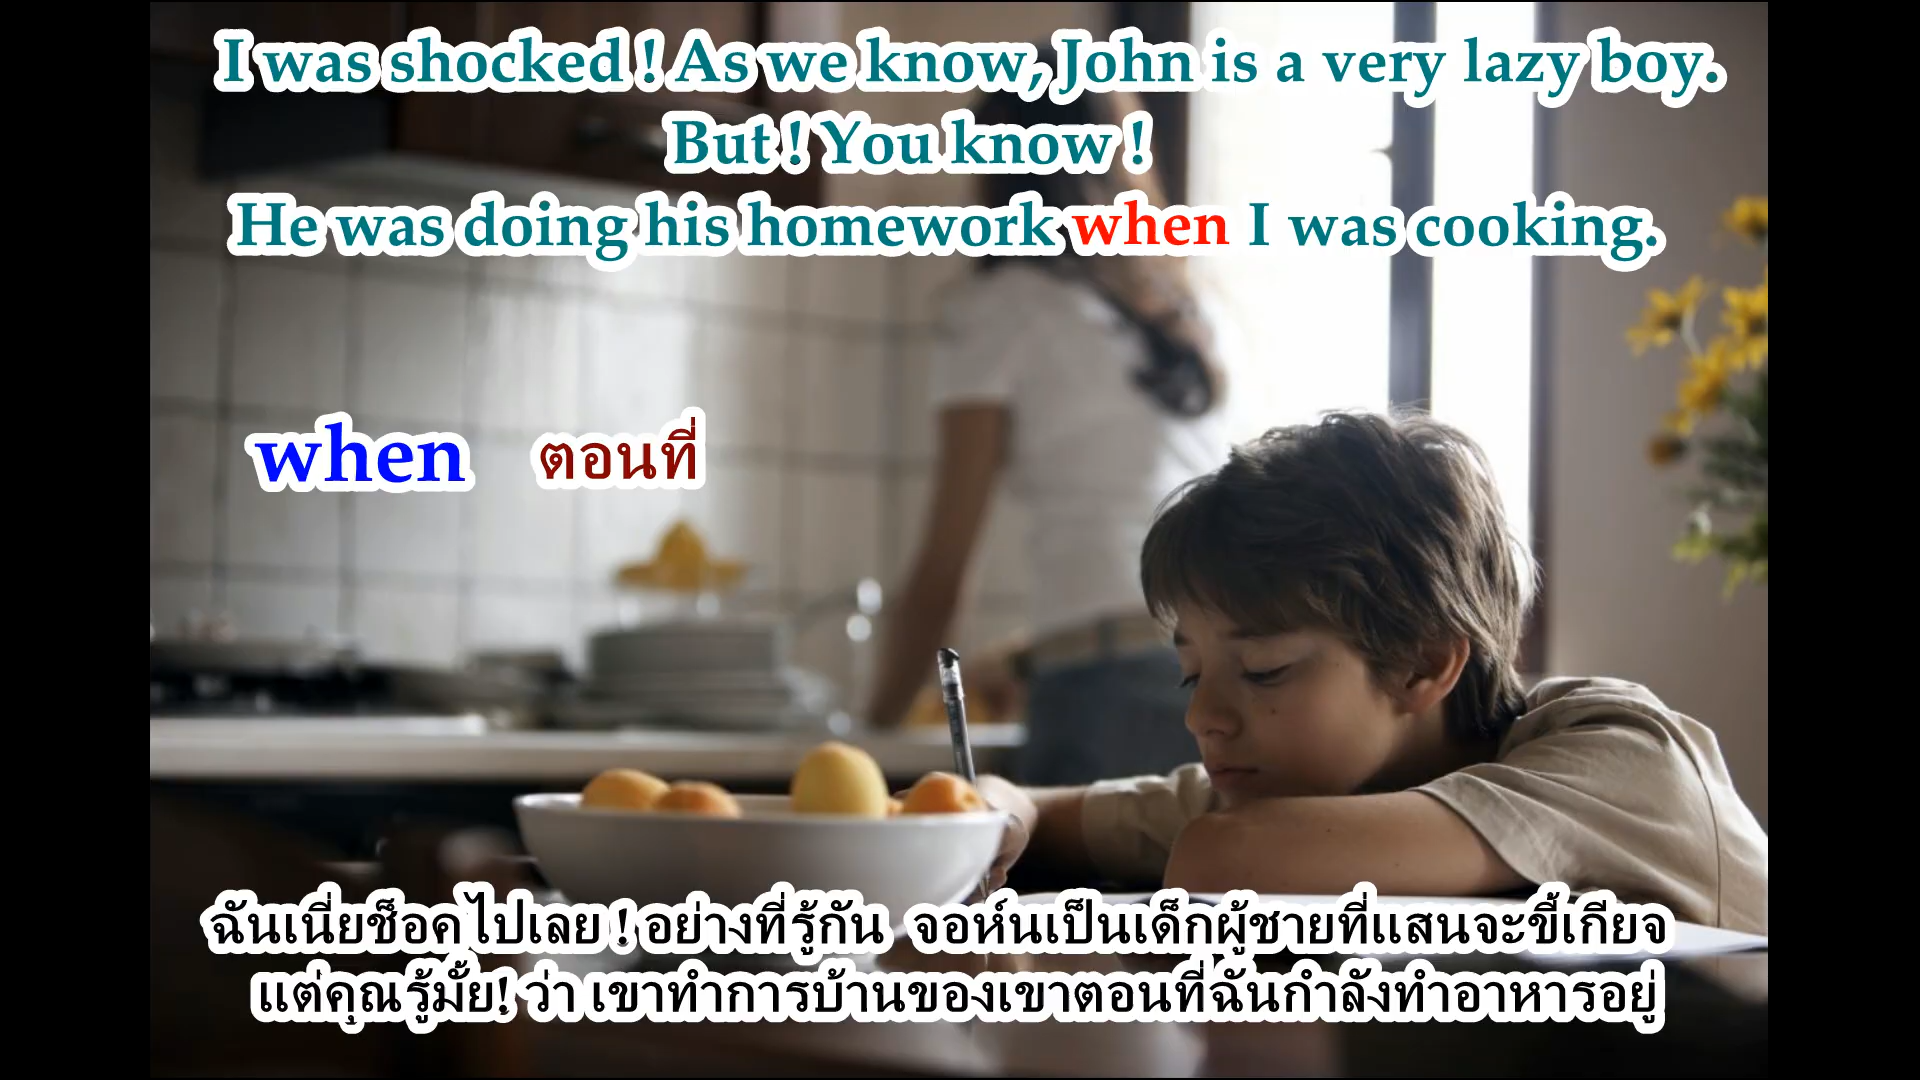 I was shocked ! As we know, John is a very lazy boy.
But ! You know !
He was doing his homework when I was cooking.
when ตอนที่
ฉันเนี่ยช็อคไปเลย ! อย่างที่รู้กัน จอห์นเป็นเด็กผู้ชายที่แสนจะขี้เกียจ
แต่คุณรู้มั้ย! ว่า เขาทำการบ้านของเขาตอนที่ฉันกำลังทำอาหารอยู่